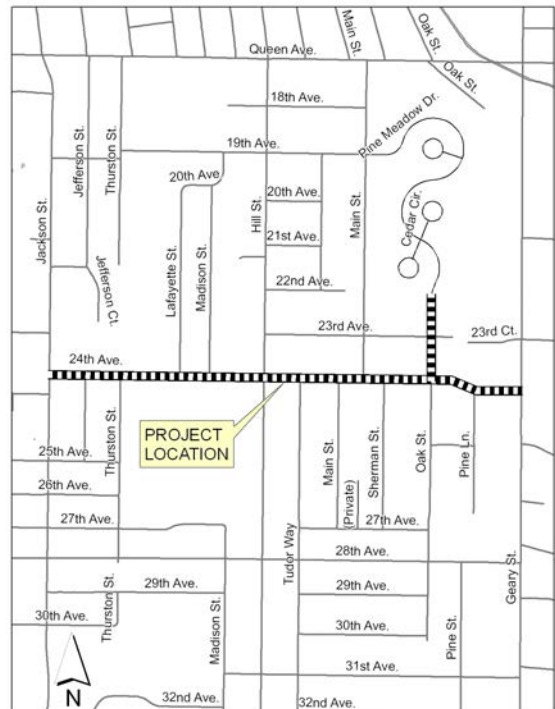 Main St.
Oak St.
Oak St.
Queen Ave.
18th Ave.
Pine Meadow Dr.
19th Ave.
Jefferson St.
Thurston St.
20th Ave.
20th Ave.
Jackson St.
Hill St.
Main St.
Cedar Cir.
21st Ave.
Lafayette St.
Madison St.
Jefferson Ct.
22nd Ave.
23rd Ave.
23rd Ct.
24th Ave.
PROJECT
LOCATION
Thurston St.
Main St.
Sherman St.
Oak St.
Pine Ln.
25th Ave.
26th Ave.
(Private)
27th Ave.
27th Ave.
Tudor Way
28th Ave.
Geary St.
29th Ave.
29th Ave.
Thurston St.
Madison St.
30th Ave.
30th Ave.
Pine St.
31st Ave.
N
32nd Ave.
32nd Ave.